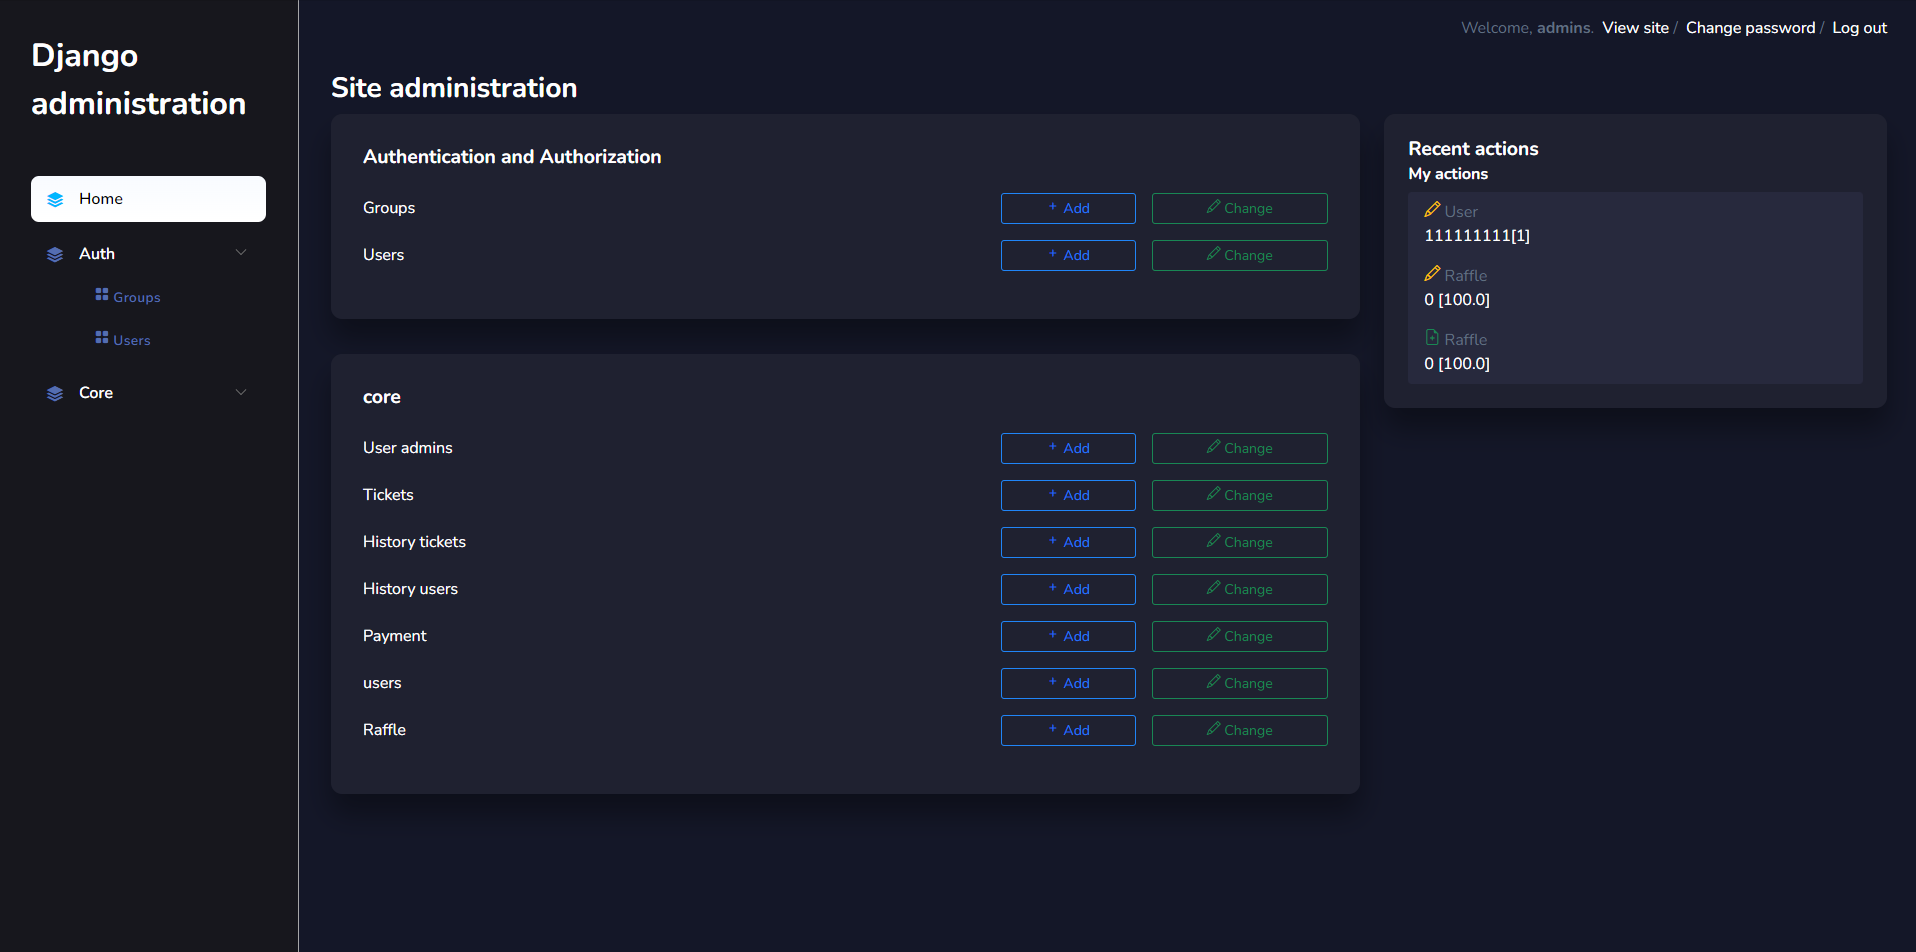 Django
administration
Home
Auth
Groups
Users
Core
Welcome, admins. View site / Change password / Log out
Site administration
Authentication and Authorization
Groups + Add Change
Users + Add Change
core
User admins + Add Change
Tickets + Add Change
History tickets + Add Change
History users + Add Change
Payment + Add Change
users + Add Change
Raffle + Add Change
Recent actions
My actions
User
111111111[1]
Raffle
0 [100.0]
Raffle
0 [100.0]